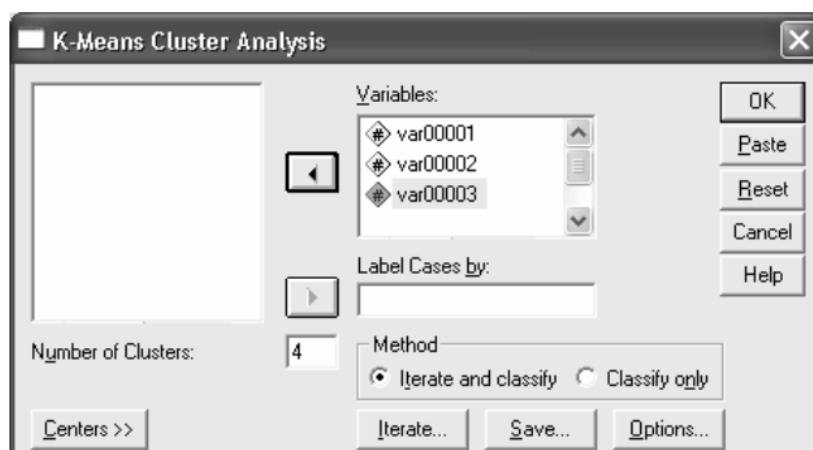 K-Means Cluster Analysis
Variables:
var00001
var00002
var00003
Label Cases by:
Number of Clusters:
4
Method
Iterate and classify
Classify only
Centers >>
Iterate...
Save...
Options...
OK
Paste
Reset
Cancel
Help